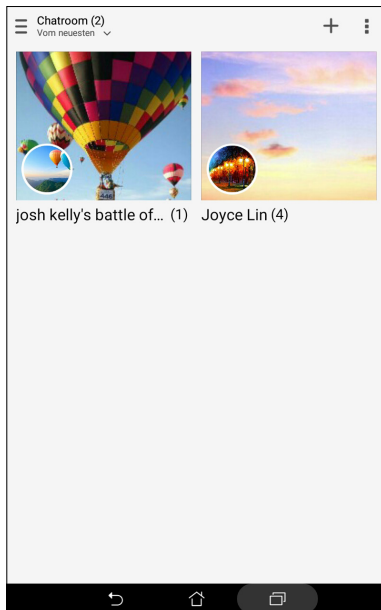 Chatroom (2)
Vom neuesten
josh kelly's battle of... (1)
Joyce Lin (4)